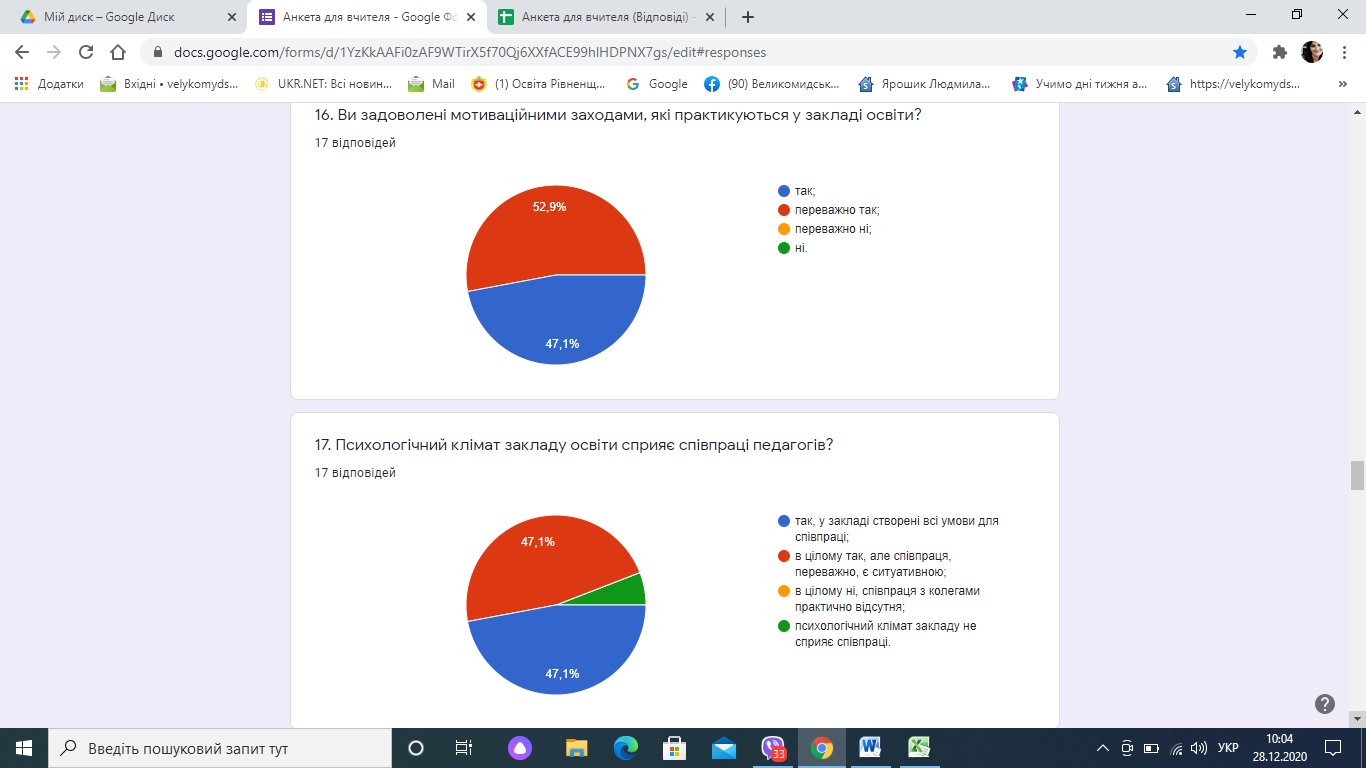 Мій диск – Google Диск
Анкета для вчителя - Google Фо
Анкета для вчителя (Відповіді) -
docs.google.com/forms/d/1YzKkAAFi0zAF9WTirX5f70Qj6XXfACE99hlHDPNX7gs/edit#responses
Додатки
Вхідні • velykomyds...
UKR.NET: Всі новин...
Mail
(1) Освіта Рівненщ...
Google
(90) Великомидськ...
Ярошик Людмила...
Учимо дні тижня а...
https://velykomyds...
»
16. Ви задоволені мотиваційними заходами, які практикуються у закладі освіти?
17 відповідей
52,9%
47,1%
так;
переважно так;
переважно ні;
ні.
17. Психологічний клімат закладу освіти сприяє співпраці педагогів?
17 відповідей
47,1%
47,1%
так, у закладі створені всі умови для
співпраці;
в цілому так, але співпраця,
переважно, є ситуативною;
в цілому ні, співпраця з колегами
практично відсутня;
психологічний клімат закладу не
сприяє співпраці.
Введіть пошуковий запит тут
33
УКР
10:04
28.12.2020